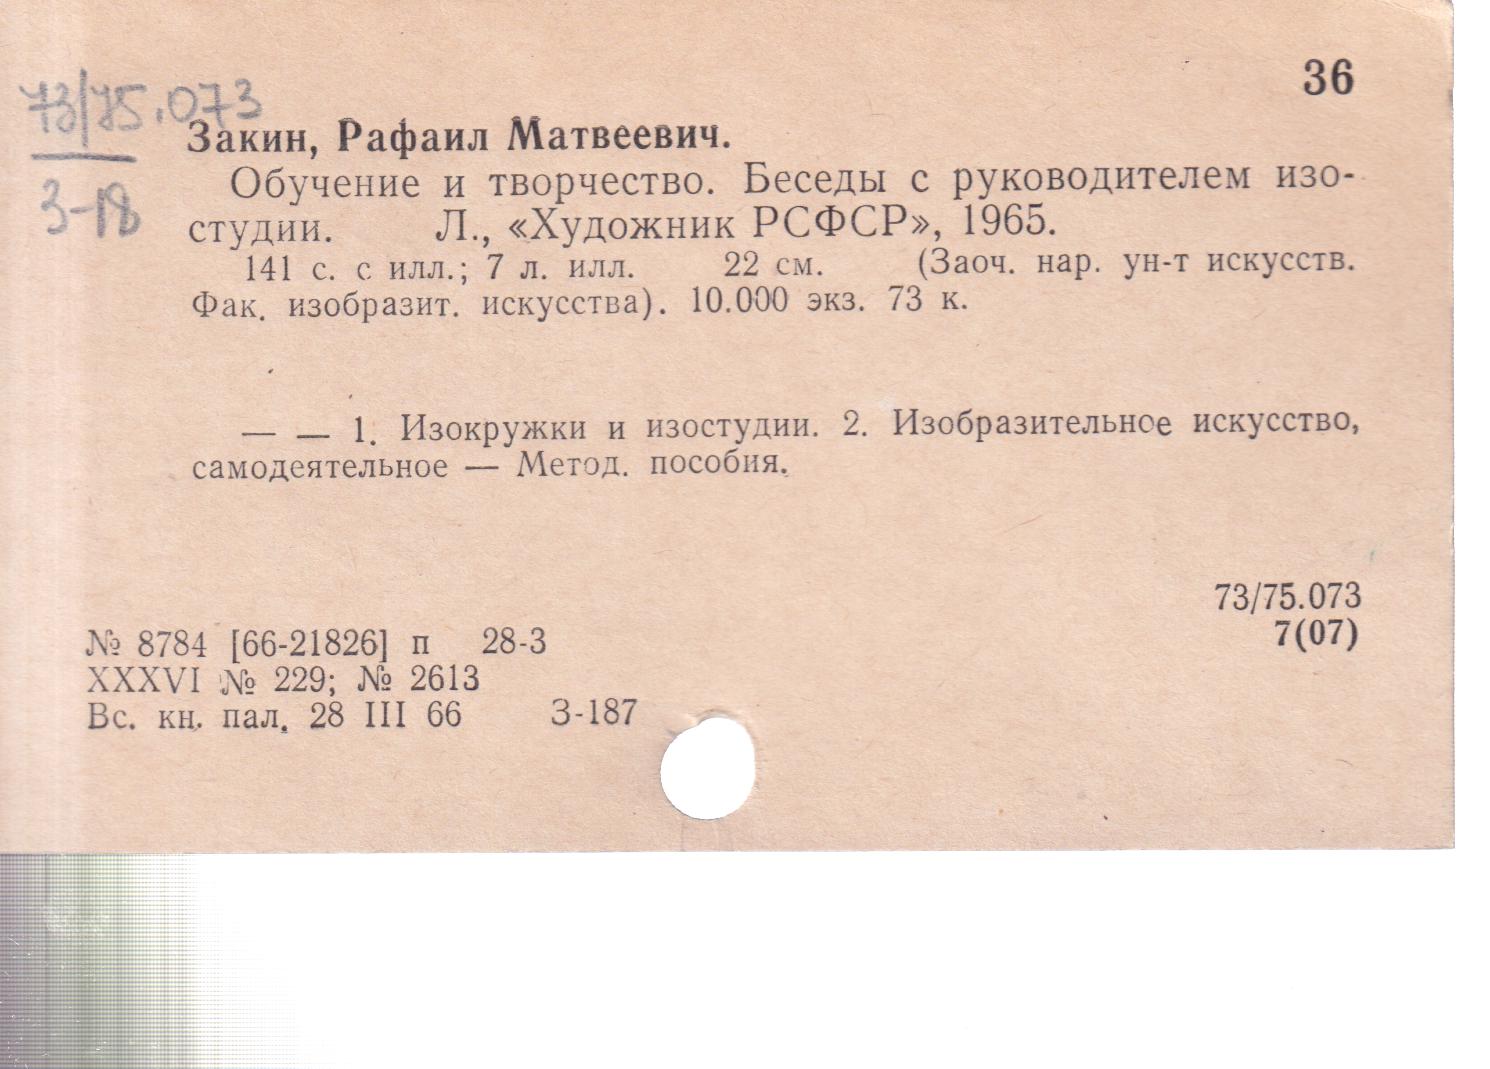 36
73/75.073
З-18
Закин, Рафаил Матвеевич.
Обучение и творчество. Беседы с руководителем изо-
студии. Л., «Художник РСФСР», 1965.
141 с. с илл.; 7 л. илл. 22 см. (Заоч. нар. ун-т искусств.
Фак. изобразит. искусства). 10.000 экз. 73 к.
— — 1. Изокружки и изостудии. 2. Изобразительное искусство,
самодеятельное — Метод. пособия.
73/75.073
7(07)
№ 8784 [66-21826] п 28-3
XXXVI № 229; № 2613
Вс. кн. пал. 28 III 66 З-187